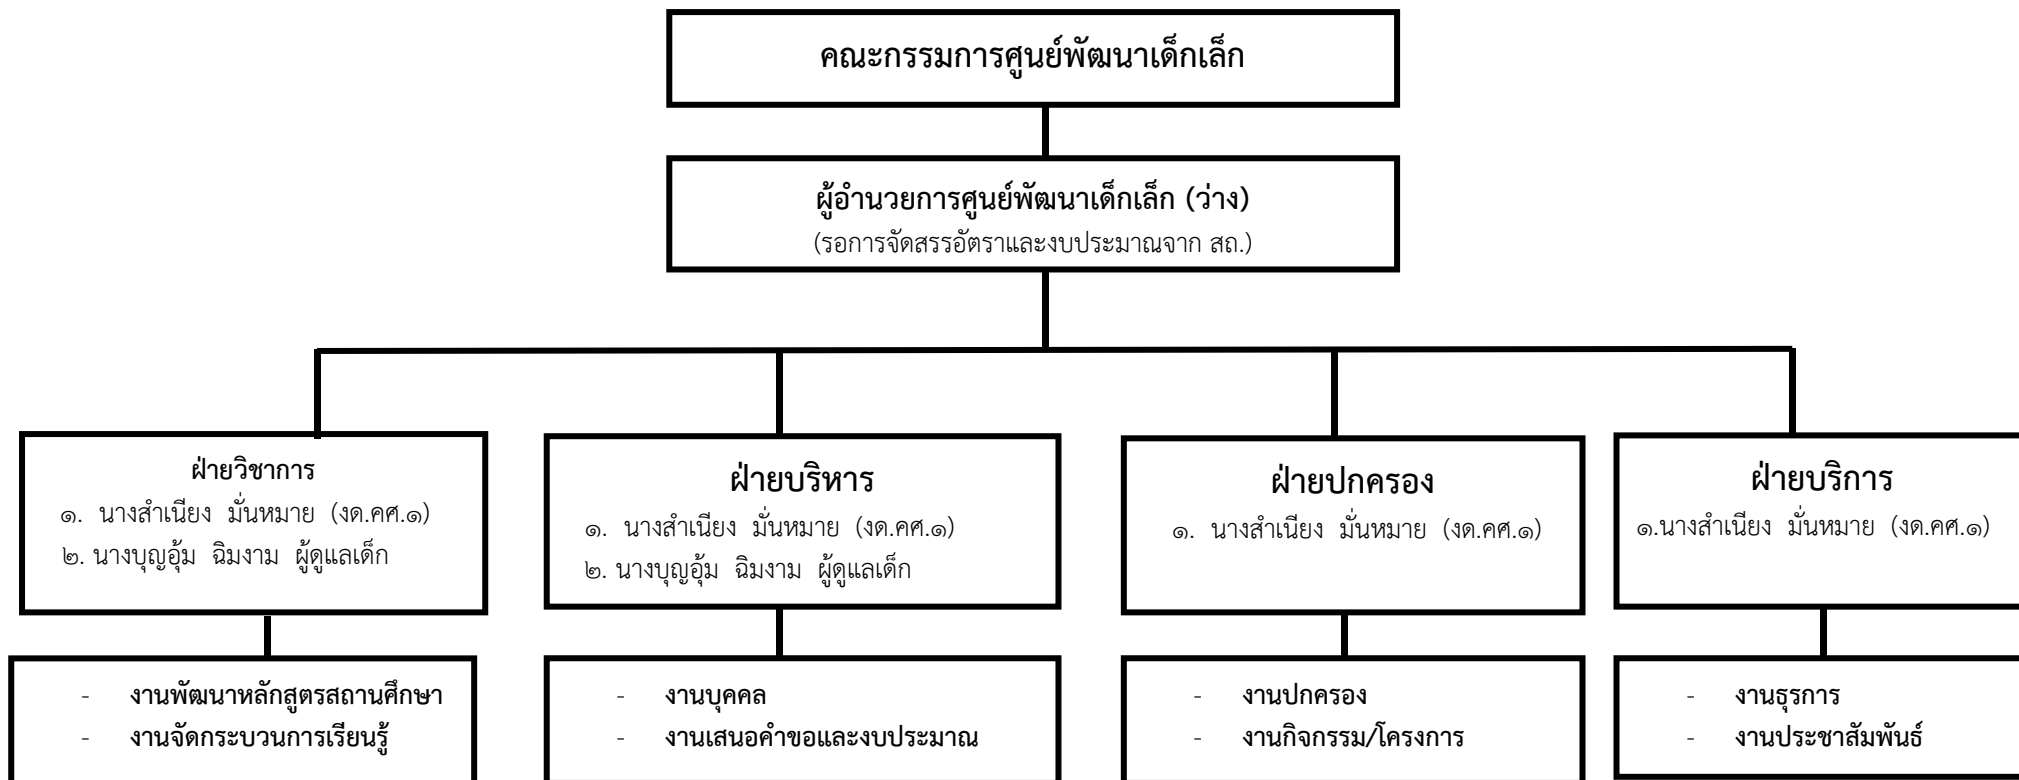 คณะกรรมการศูนย์พัฒนาเด็กเล็ก
ผู้อำนวยการศูนย์พัฒนาเด็กเล็ก (ว่าง)
(รอการจัดสรรอัตราและงบประมาณจาก สถ.)
ฝ่ายวิชาการ
๑. นางสำเนียง มั่นหมาย (งด.คศ.๑)
๒. นางบุญอุ้ม ฉิมงาม ผู้ดูแลเด็ก
ฝ่ายบริหาร
๑. นางสำเนียง มั่นหมาย (งด.คศ.๑)
๒. นางบุญอุ้ม ฉิมงาม ผู้ดูแลเด็ก
ฝ่ายปกครอง
๑. นางสำเนียง มั่นหมาย (งด.คศ.๑)
ฝ่ายบริการ
๑.นางสำเนียง มั่นหมาย (งด.คศ.๑)
- งานพัฒนาหลักสูตรสถานศึกษา
- งานจัดกระบวนการเรียนรู้
- งานบุคคล
- งานเสนอคำขอและงบประมาณ
- งานปกครอง
- งานกิจกรรม/โครงการ
- งานธุรการ
- งานประชาสัมพันธ์